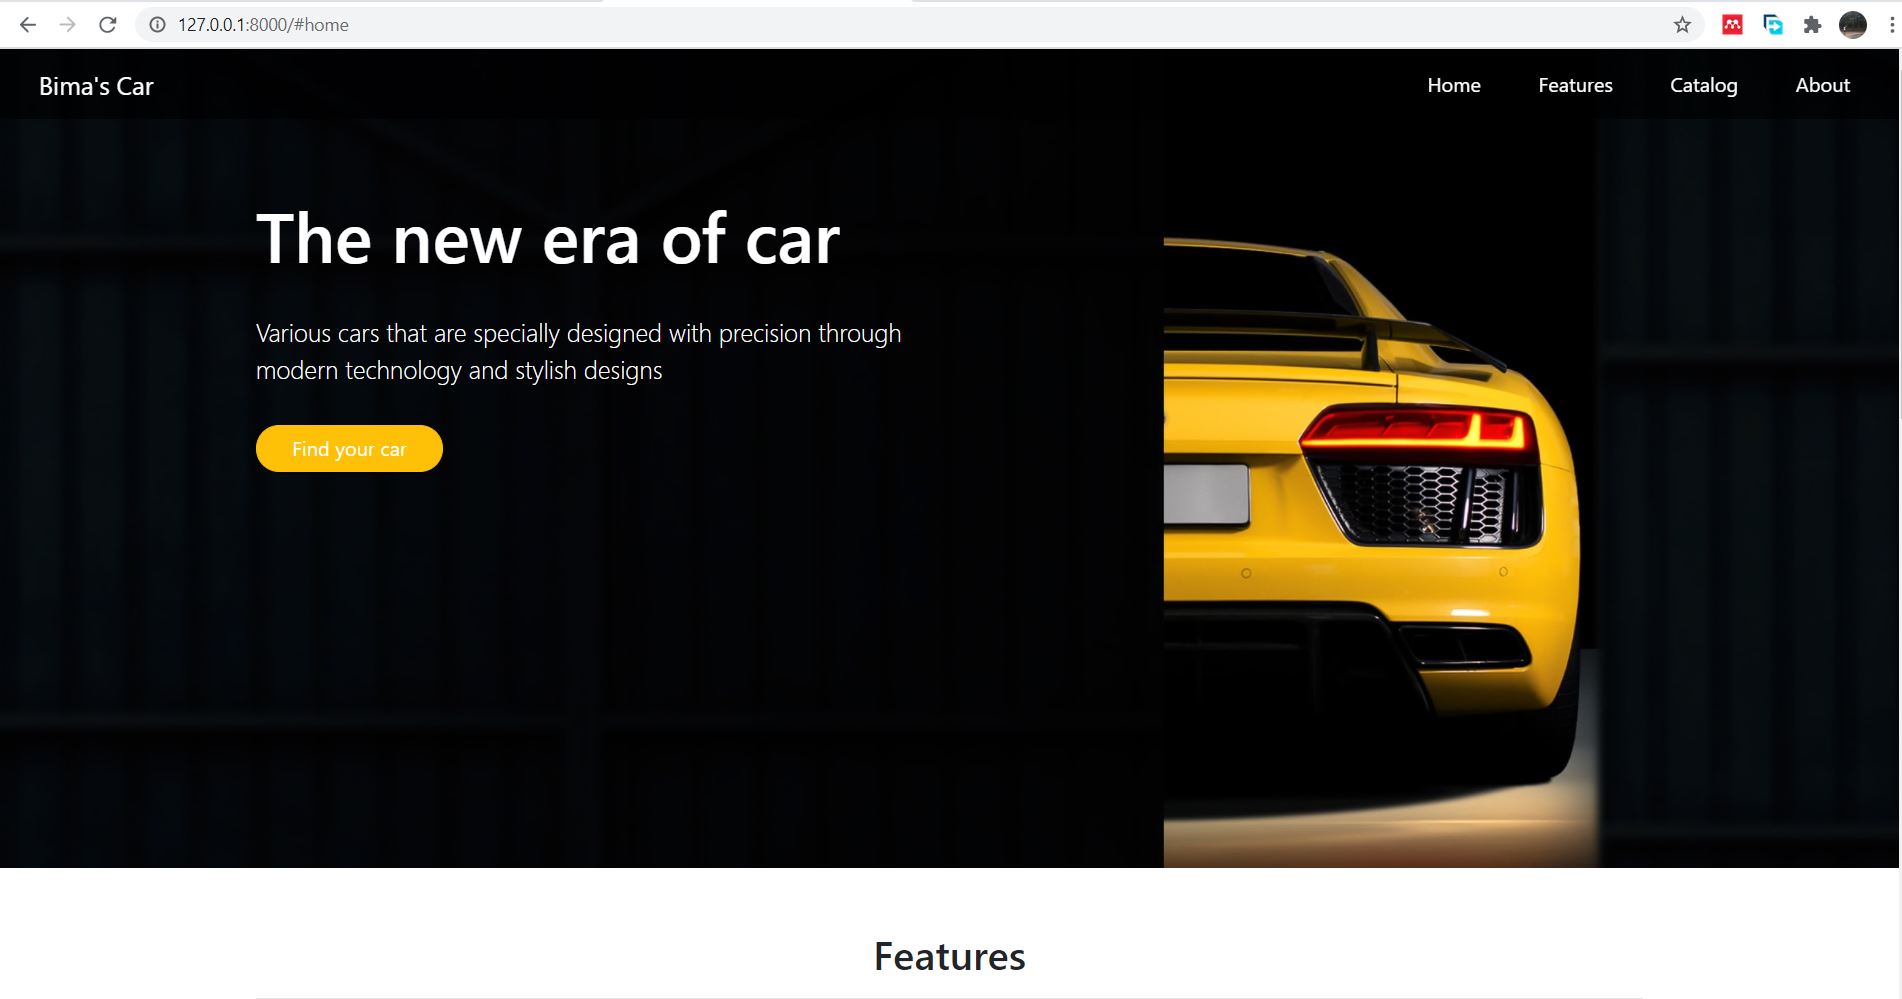 127.0.0.1:8000/#home
Bima's Car
Home Features Catalog About
The new era of car
Various cars that are specially designed with precision through
modern technology and stylish designs
Find your car
Features